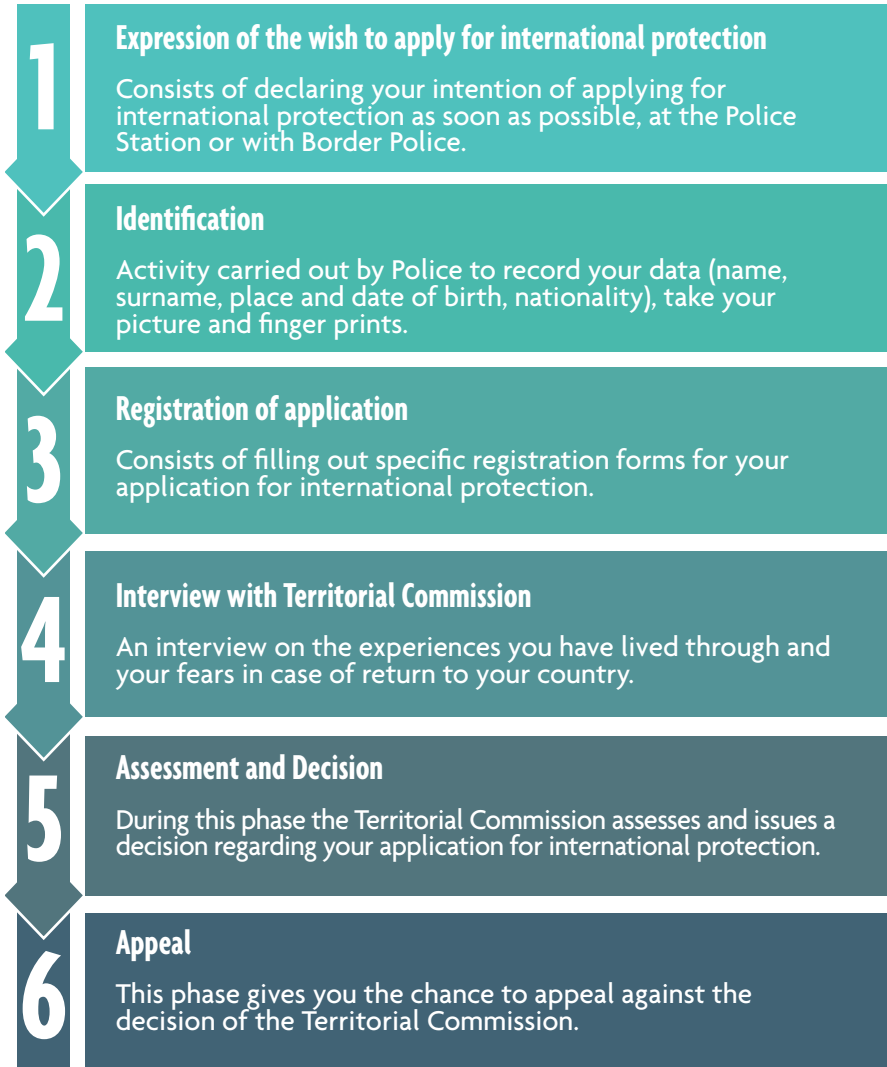 1
Expression of the wish to apply for international protection
Consists of declaring your intention of applying for
international protection as soon as possible, at the Police
Station or with Border Police.
2
Identification
Activity carried out by Police to record your data (name,
surname, place and date of birth, nationality), take your
picture and finger prints.
3
Registration of application
Consists of filling out specific registration forms for your
application for international protection.
4
Interview with Territorial Commission
An interview on the experiences you have lived through and
your fears in case of return to your country.
5
Assessment and Decision
During this phase the Territorial Commission assesses and issues a
decision regarding your application for international protection.
6
Appeal
This phase gives you the chance to appeal against the
decision of the Territorial Commission.